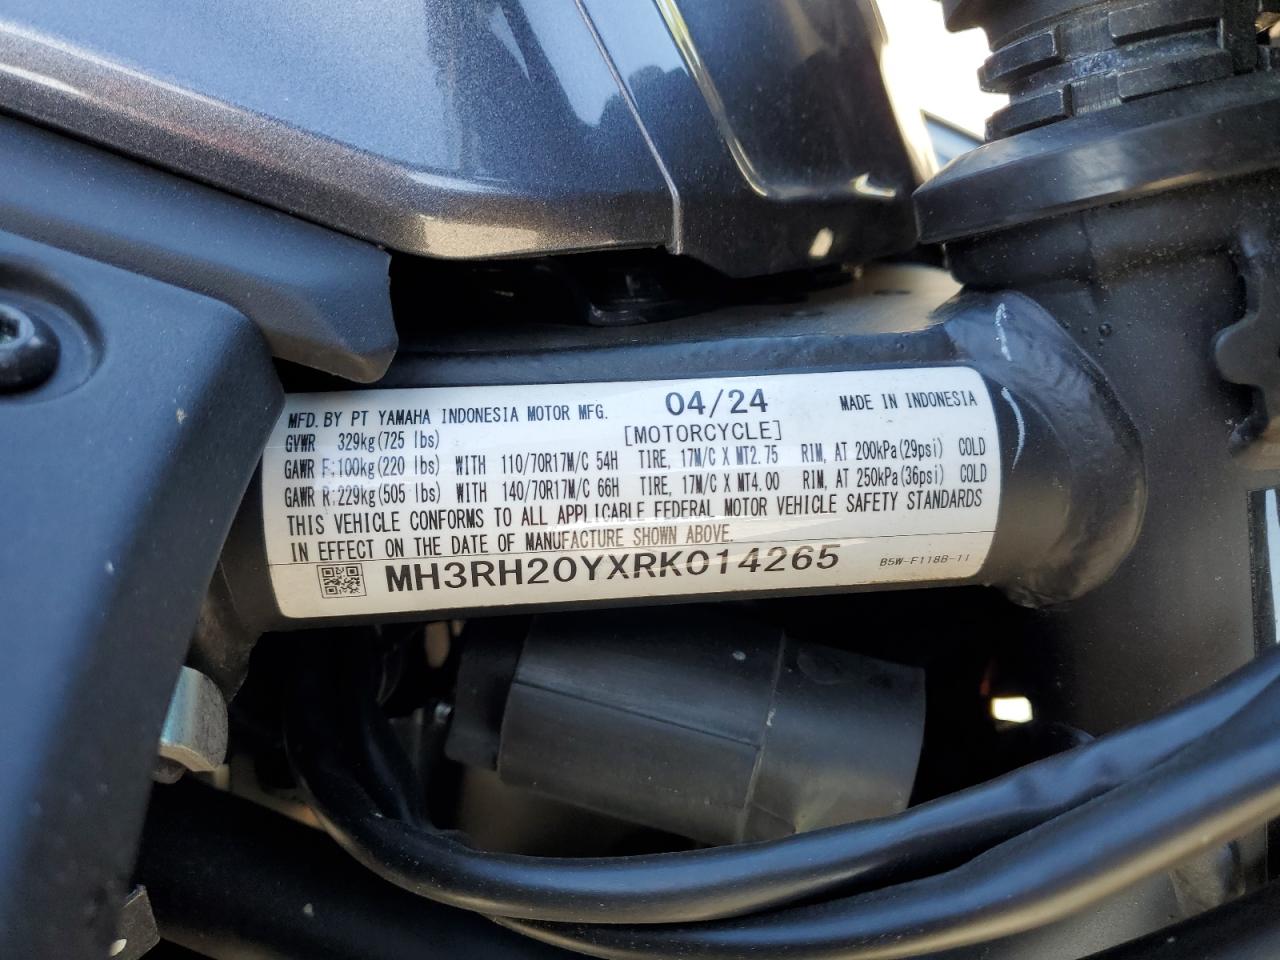 MFD. BY PT YAMAHA INDONESIA MOTOR MFG. 04/24 MADE IN INDONESIA
GVWR 329kg(725 lbs) [MOTORCYCLE]
GAWR F:100kg(220 lbs) WITH 110/70R17M/C 54H TIRE, 17M/C X MT2.75 RIM, AT 200kPa(29psi) COLD
GAWR R:229kg(505 lbs) WITH 140/70R17M/C 66H TIRE, 17M/C X MT4.00 RIM, AT 250kPa(36psi) COLD
THIS VEHICLE CONFORMS TO ALL APPLICABLE FEDERAL MOTOR VEHICLE SAFETY STANDARDS
IN EFFECT ON THE DATE OF MANUFACTURE SHOWN ABOVE.
MH3RH20YXRK014265 B5W-F118B-11